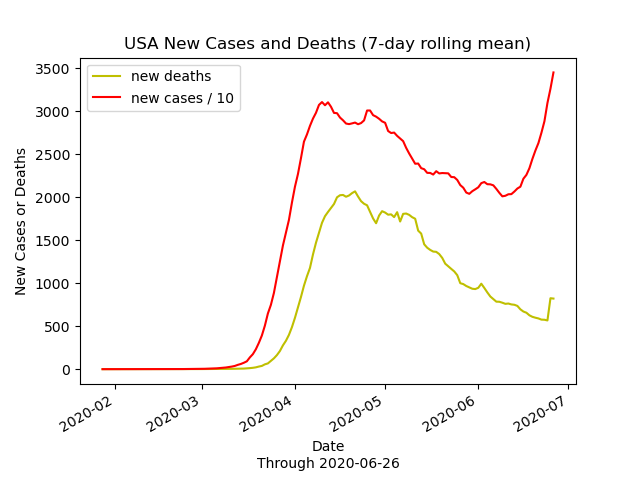 USA New Cases and Deaths (7-day rolling mean)
new deaths
new cases / 10
3500
3000
2500
2000
1500
1000
500
0
New Cases or Deaths
2020-02
2020-03
2020-04
2020-05
2020-06
2020-07
Date
Through 2020-06-26